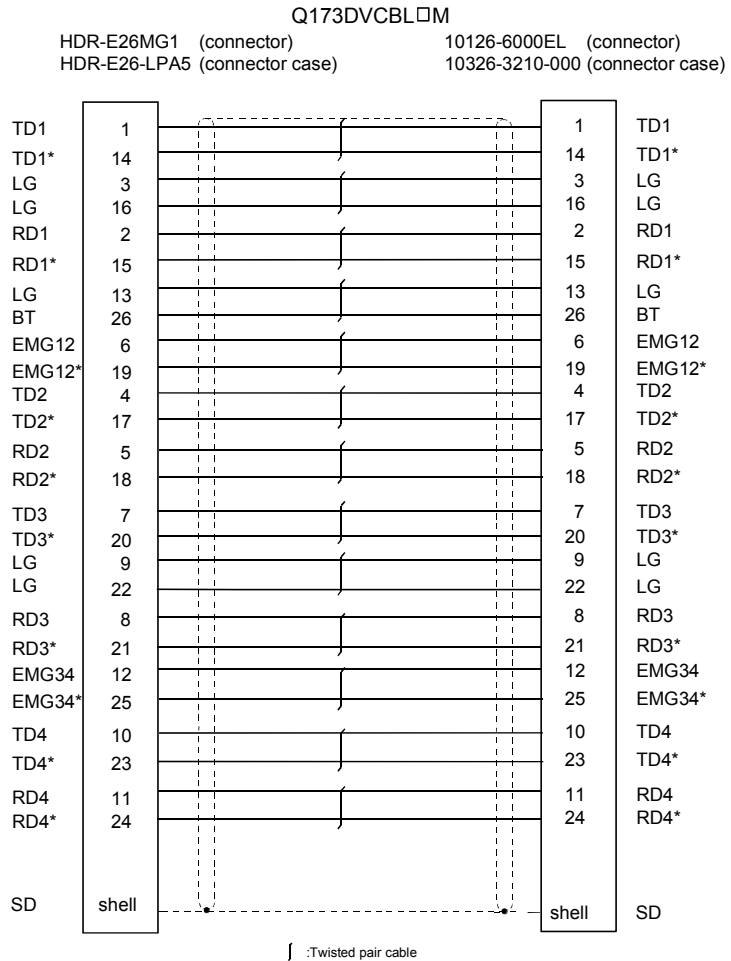 Q173DVCBL□M
HDR-E26MG1 (connector) 10126-6000EL (connector)
HDR-E26-LPA5 (connector case) 10326-3210-000 (connector case)
TD1 1 1 TD1
TD1* 14 14 TD1*
LG 3 3 LG
LG 16 16 LG
RD1 2 2 RD1
RD1* 15 15 RD1*
LG 13 13 LG
BT 26 26 BT
EMG12 6 6 EMG12
EMG12* 19 19 EMG12*
TD2 4 4 TD2
TD2* 17 17 TD2*
RD2 5 5 RD2
RD2* 18 18 RD2*
TD3 7 7 TD3
TD3* 20 20 TD3*
LG 9 9 LG
LG 22 22 LG
RD3 8 8 RD3
RD3* 21 21 RD3*
EMG34 12 12 EMG34
EMG34* 25 25 EMG34*
TD4 10 10 TD4
TD4* 23 23 TD4*
RD4 11 11 RD4
RD4* 24 24 RD4*
SD shell shell SD
:Twisted pair cable